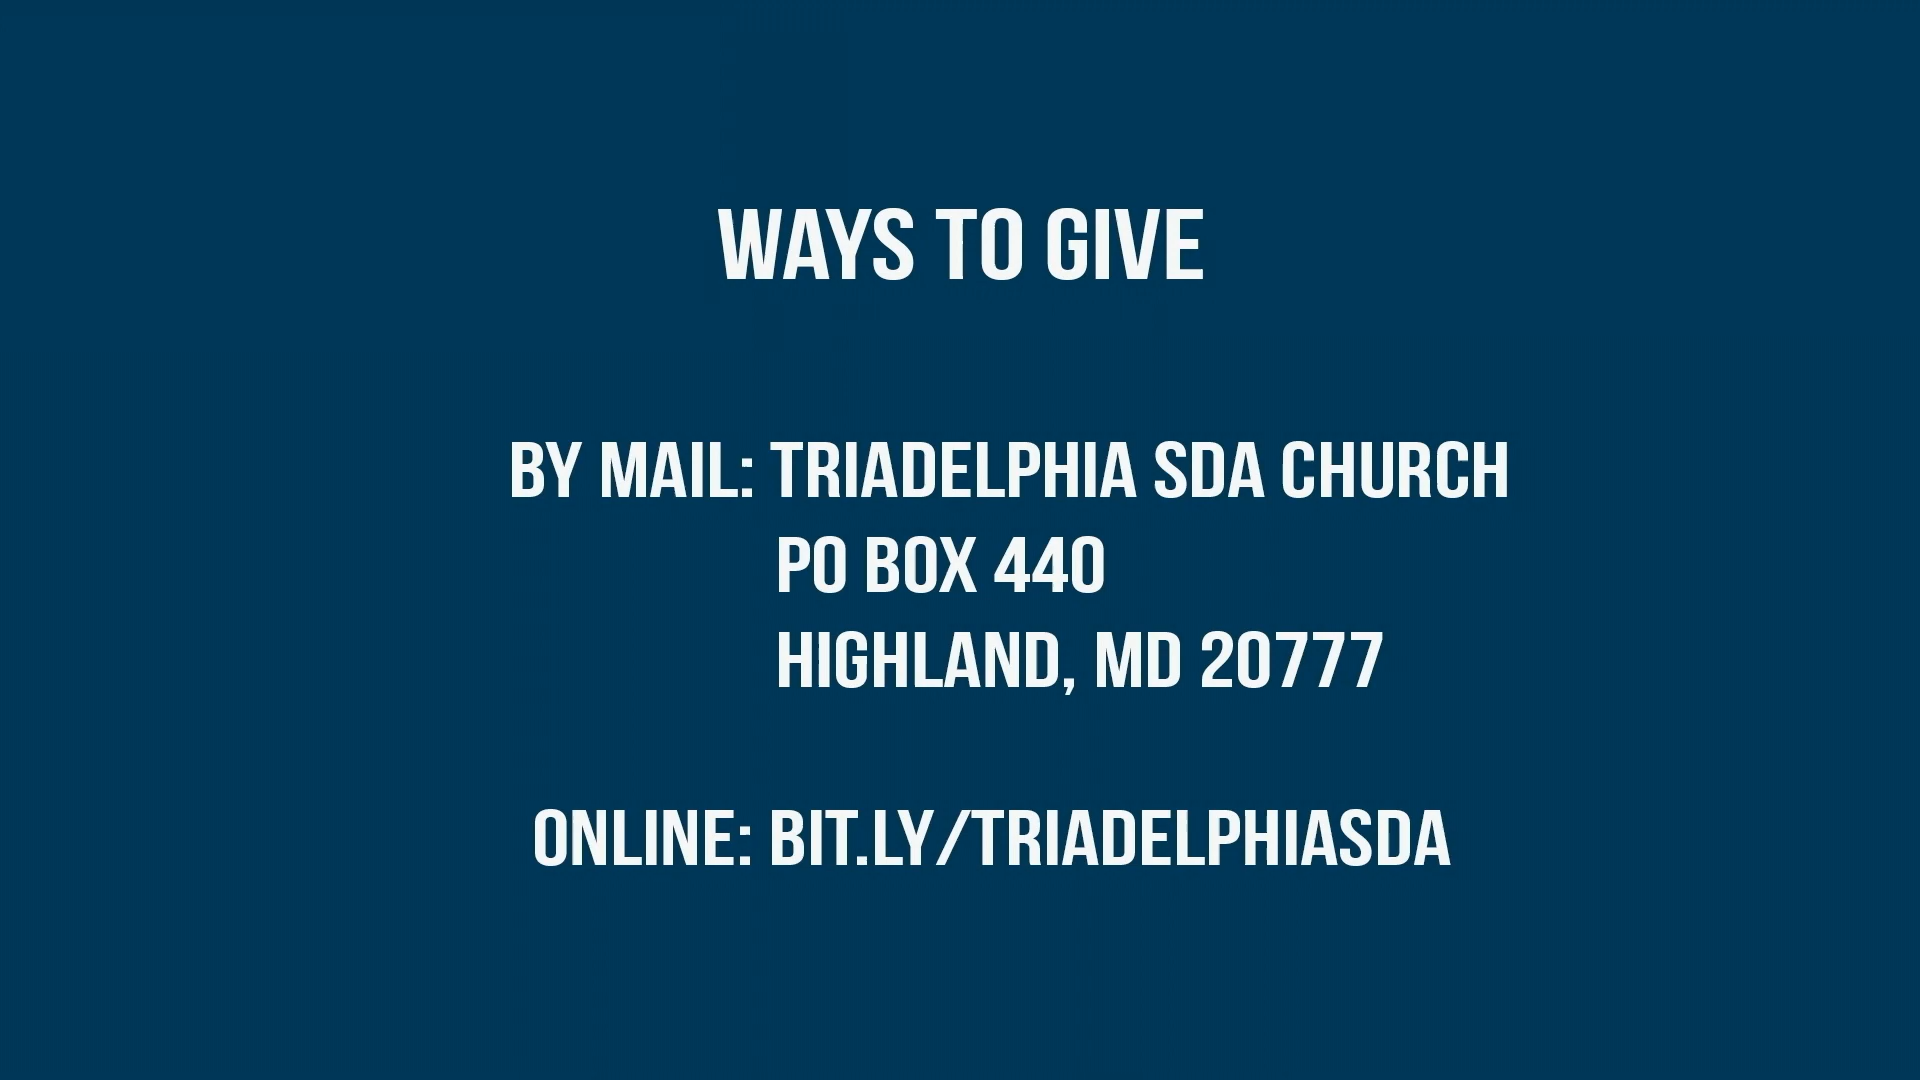 WAYS TO GIVE
BY MAIL: TRIADELPHIA SDA CHURCH
PO BOX 440
HIGHLAND, MD 20777
ONLINE: BIT.LY/TRIADELPHIASDA